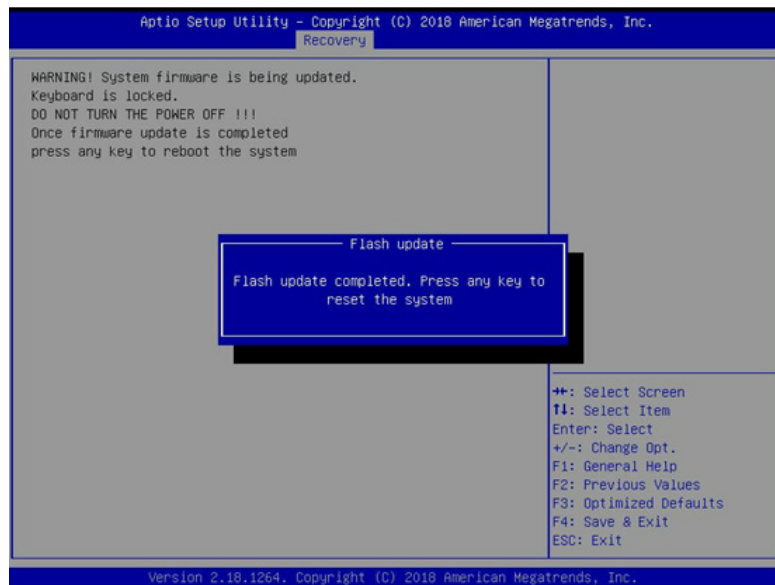 Aptio Setup Utility – Copyright (C) 2018 American Megatrends, Inc.
Recovery
WARNING! System firmware is being updated.
Keyboard is locked.
DO NOT TURN THE POWER OFF !!!
Once firmware update is completed
press any key to reboot the system
Flash update
Flash update completed. Press any key to
reset the system
→←: Select Screen
↑↓: Select Item
Enter: Select
+/-: Change Opt.
F1: General Help
F2: Previous Values
F3: Optimized Defaults
F4: Save & Exit
ESC: Exit
Version 2.18.1264. Copyright (C) 2018 American Megatrends, Inc.